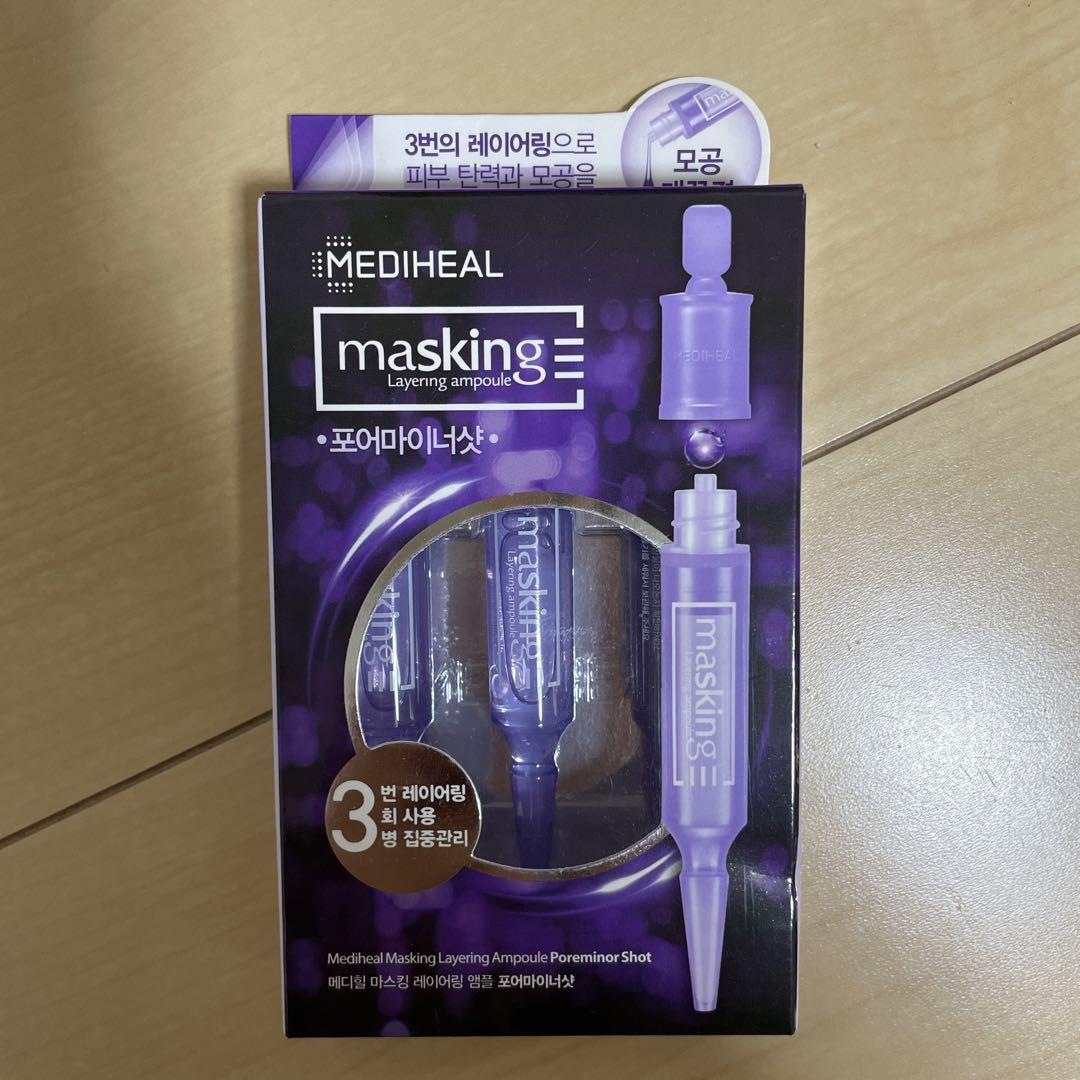 3번의 레이어링으로
피부 탄력과 모공을
모공
MEDIHEAL
masking
Layering ampoule
•포어마이너샷•
MEDIHEAL
masking
Layering ampoule
masking
Layering ampoule
masking
3
번 레이어링
회 사용
병 집중관리
Mediheal Masking Layering Ampoule Poreminor Shot
메디힐 마스킹 레이어링 앰플 포어마이너샷